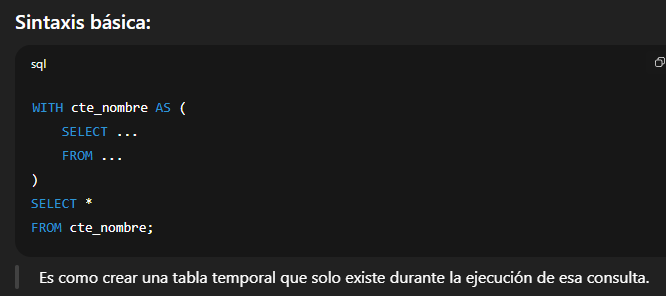 Sintaxis básica:
sql
WITH cte_nombre AS (
    SELECT ...
    FROM ...
)
SELECT *
FROM cte_nombre;
Es como crear una tabla temporal que solo existe durante la ejecución de esa consulta.